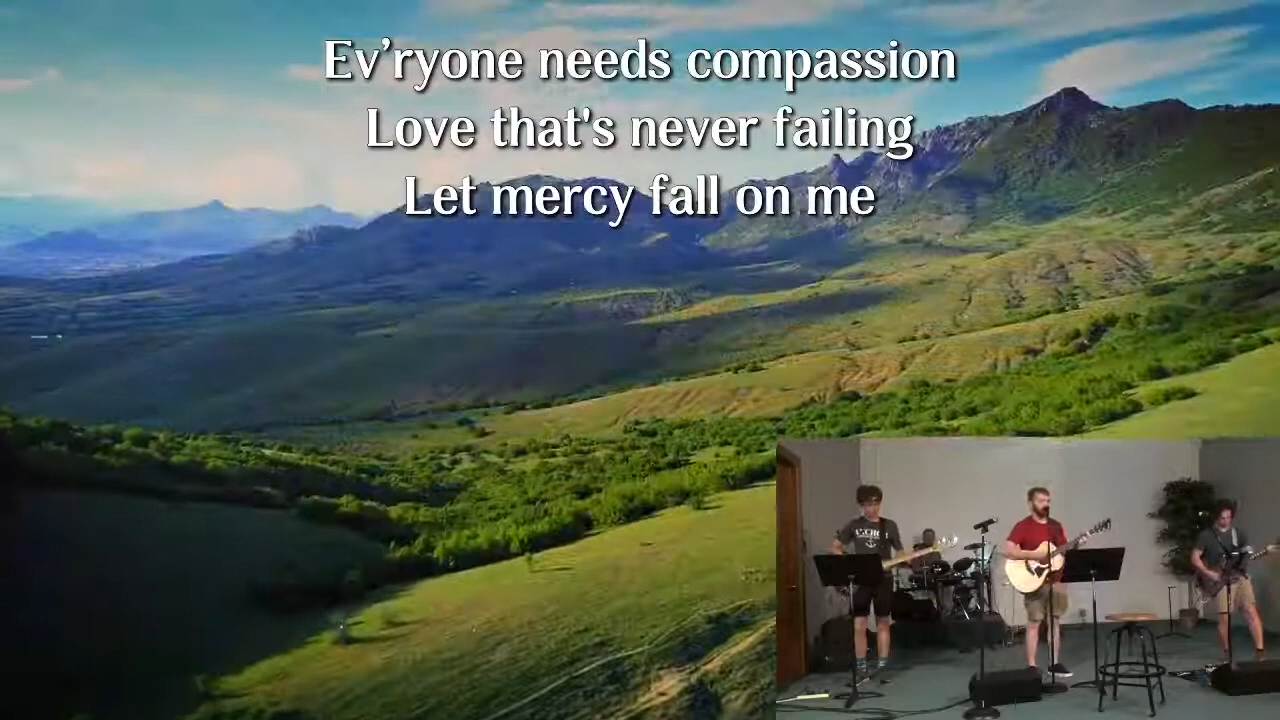 Ev’ryone needs compassion
Love that's never failing
Let mercy fall on me